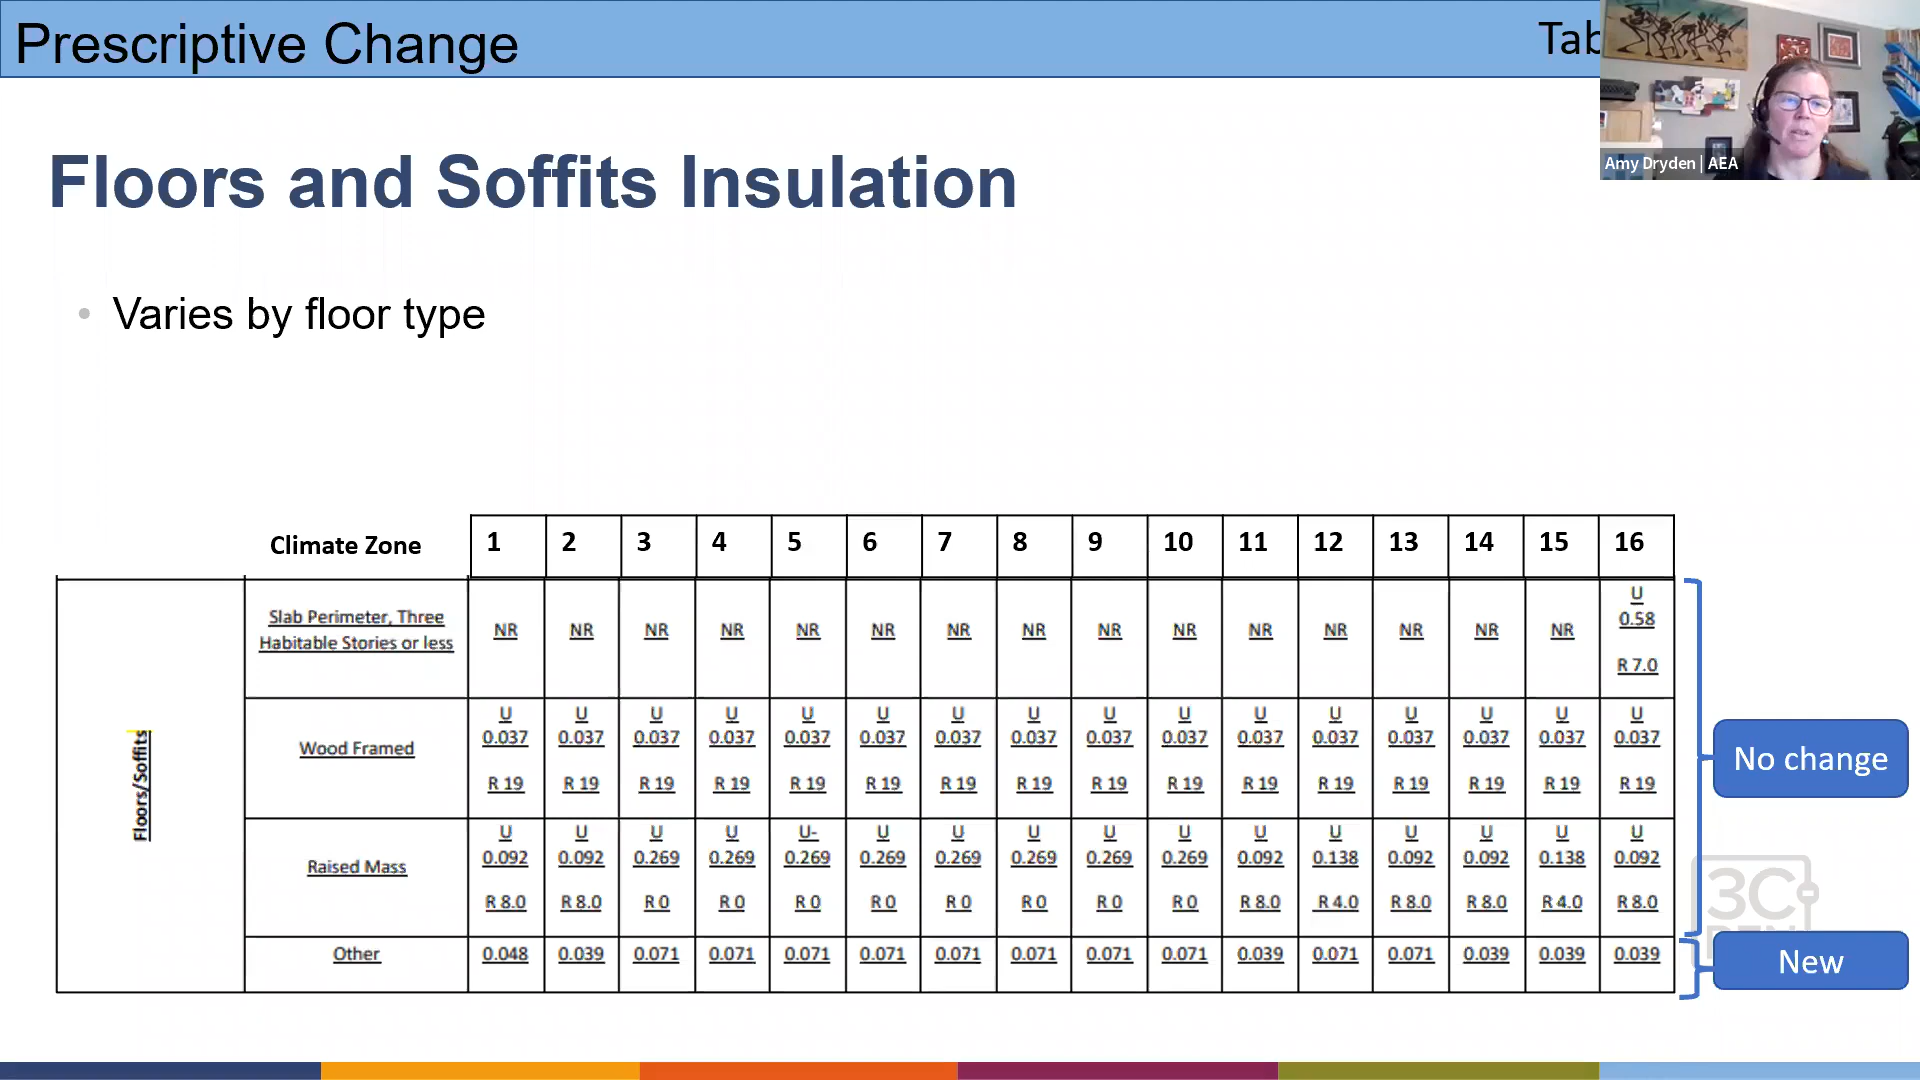 Prescriptive Change
Tab
Amy Dryden | AEA
Floors and Soffits Insulation
• Varies by floor type
Climate Zone 1 2 3 4 5 6 7 8 9 10 11 12 13 14 15 16
Floors/Soffits
Slab Perimeter, Three Habitable Stories or less NR NR NR NR NR NR NR NR NR NR NR NR NR NR NR U 0.58 R 7.0
Wood Framed U 0.037 R 19 U 0.037 R 19 U 0.037 R 19 U 0.037 R 19 U 0.037 R 19 U 0.037 R 19 U 0.037 R 19 U 0.037 R 19 U 0.037 R 19 U 0.037 R 19 U 0.037 R 19 U 0.037 R 19 U 0.037 R 19 U 0.037 R 19 U 0.037 R 19 U 0.037 R 19
Raised Mass U 0.092 R 8.0 U 0.092 R 8.0 U 0.269 R 0 U 0.269 R 0 U- 0.269 R 0 U 0.269 R 0 U 0.269 R 0 U 0.269 R 0 U 0.269 R 0 U 0.269 R 0 U 0.092 R 8.0 U 0.138 R 4.0 U 0.092 R 8.0 U 0.092 R 8.0 U 0.138 R 4.0 U 0.092 R 8.0
Other 0.048 0.039 0.071 0.071 0.071 0.071 0.071 0.071 0.071 0.071 0.039 0.071 0.071 0.039 0.039 0.039
No change
3C
New